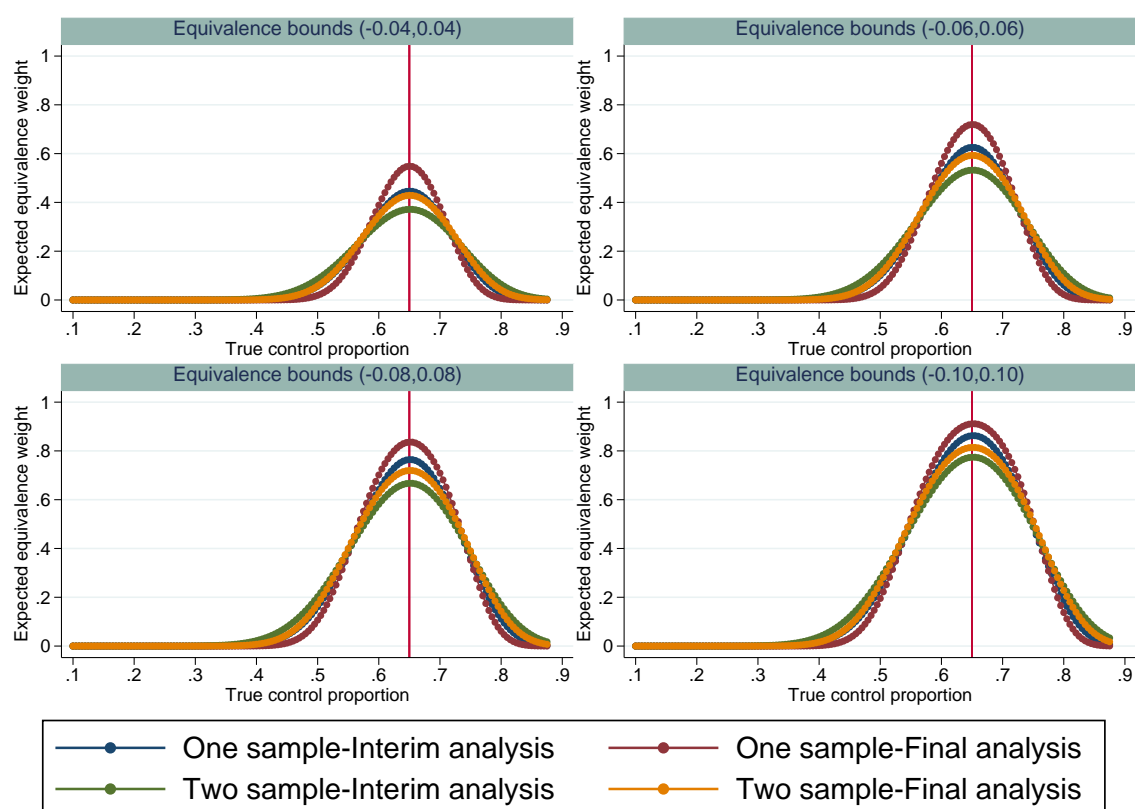 Equivalence bounds (-0.04,0.04)
Expected equivalence weight
1
.8
.6
.4
.2
0
.1 .2 .3 .4 .5 .6 .7 .8 .9
True control proportion
Equivalence bounds (-0.06,0.06)
Expected equivalence weight
1
.8
.6
.4
.2
0
.1 .2 .3 .4 .5 .6 .7 .8 .9
True control proportion
Equivalence bounds (-0.08,0.08)
Expected equivalence weight
1
.8
.6
.4
.2
0
.1 .2 .3 .4 .5 .6 .7 .8 .9
True control proportion
Equivalence bounds (-0.10,0.10)
Expected equivalence weight
1
.8
.6
.4
.2
0
.1 .2 .3 .4 .5 .6 .7 .8 .9
True control proportion
One sample-Interim analysis
One sample-Final analysis
Two sample-Interim analysis
Two sample-Final analysis